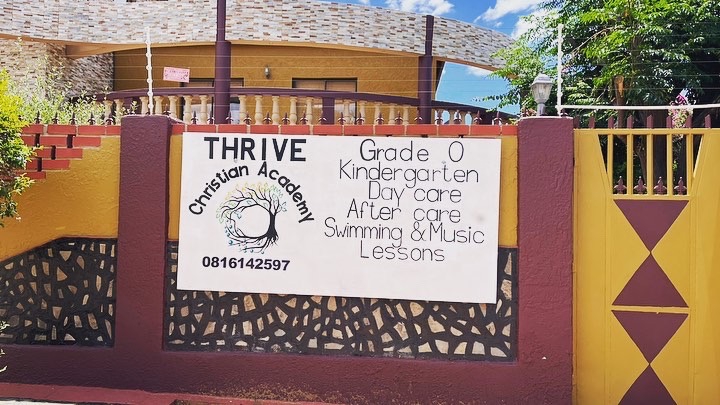 THRIVE
Christian Academy
0816142597
Grade 0
Kindergarten
Day care
After care
Swimming & Music
Lessons